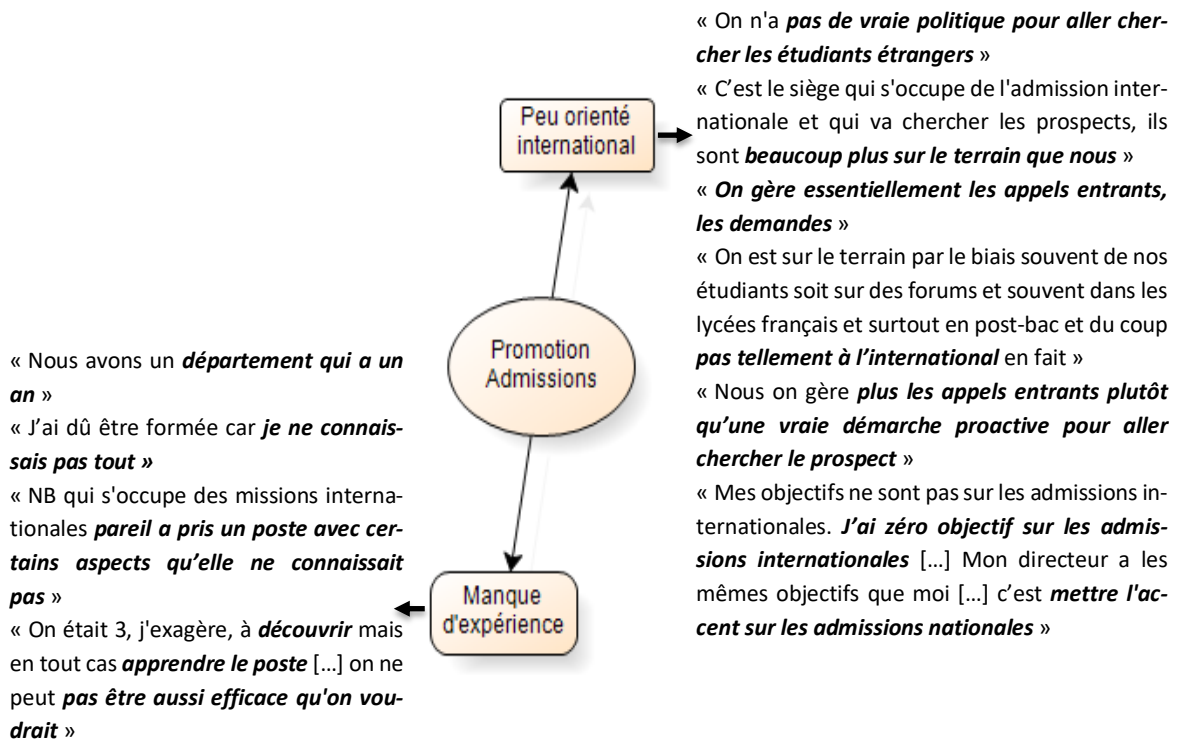 « On n'a pas de vraie politique pour aller cher-
cher les étudiants étrangers »
« C’est le siège qui s'occupe de l'admission inter-
nationale et qui va chercher les prospects, ils
sont beaucoup plus sur le terrain que nous »
« On gère essentiellement les appels entrants,
les demandes »
« On est sur le terrain par le biais souvent de nos
étudiants soit sur des forums et souvent dans les
lycées français et surtout en post-bac et du coup
pas tellement à l’international en fait »
« Nous on gère plus les appels entrants plutôt
qu’une vraie démarche proactive pour aller
chercher le prospect »
« Mes objectifs ne sont pas sur les admissions in-
ternationales. J’ai zéro objectif sur les admis-
sions internationales […] Mon directeur a les
mêmes objectifs que moi […] c’est mettre l'ac-
cent sur les admissions nationales »
Peu orienté
international
Promotion
Admissions
Manque
d'expérience
« Nous avons un département qui a un
an »
« J’ai dû être formée car je ne connais-
sais pas tout »
« NB qui s'occupe des missions interna-
tionales pareil a pris un poste avec cer-
tains aspects qu’elle ne connaissait
pas »
« On était 3, j'exagère, à découvrir mais
en tout cas apprendre le poste […] on ne
peut pas être aussi efficace qu'on vou-
drait »